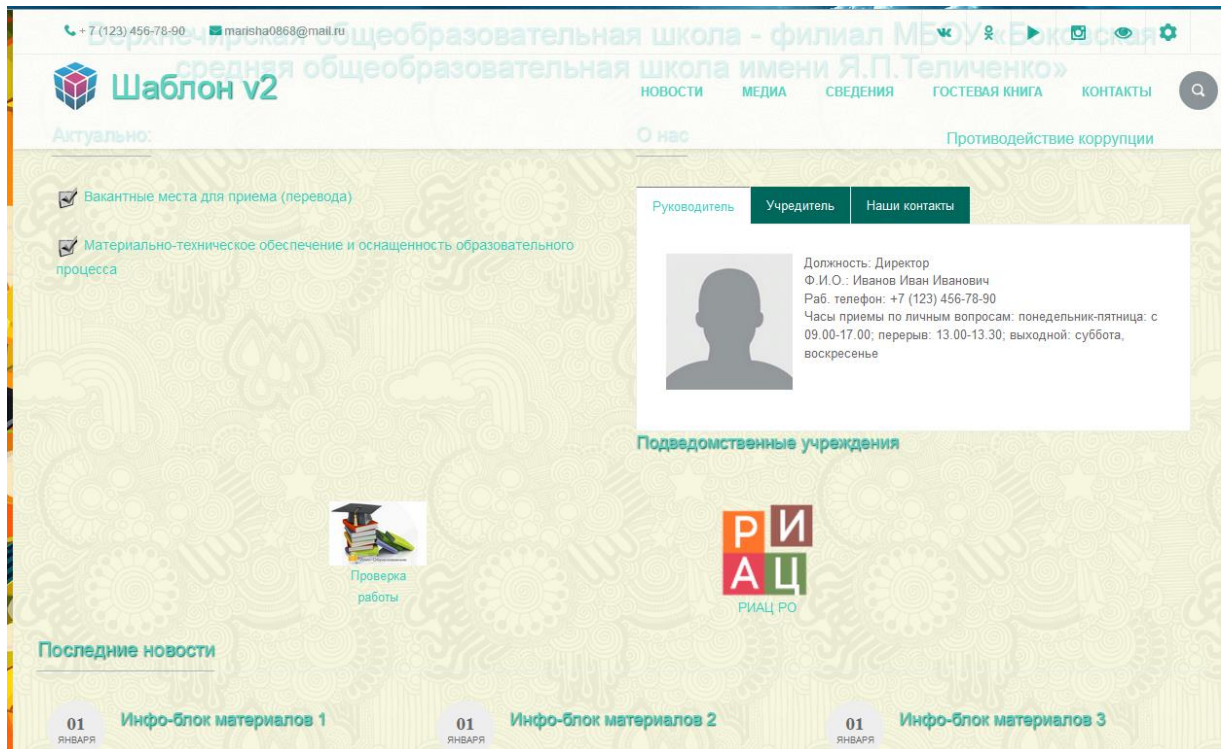 + 7 (123) 456-78-90 marisha0868@mail.ru
Верхнечирская общеобразовательная школа - филиал МБОУ «Боковская
средняя общеобразовательная школа имени Я.П.Теличенко»
Шаблон v2
НОВОСТИ МЕДИА СВЕДЕНИЯ ГОСТЕВАЯ КНИГА КОНТАКТЫ
Противодействие коррупции
Актуально:
Вакантные места для приема (перевода)
Материально-техническое обеспечение и оснащенность образовательного
процесса
О нас
Руководитель Учредитель Наши контакты
Должность: Директор
Ф.И.О.: Иванов Иван Иванович
Раб. телефон: +7 (123) 456-78-90
Часы приемы по личным вопросам: понедельник-пятница: с
09.00-17.00; перерыв: 13.00-13.30; выходной: суббота,
воскресенье
Подведомственные учреждения
Проверка
работы
РИ
АЦ
РИАЦ РО
Последние новости
01
ЯНВАРЯ
Инфо-блок материалов 1
01
ЯНВАРЯ
Инфо-блок материалов 2
01
ЯНВАРЯ
Инфо-блок материалов 3